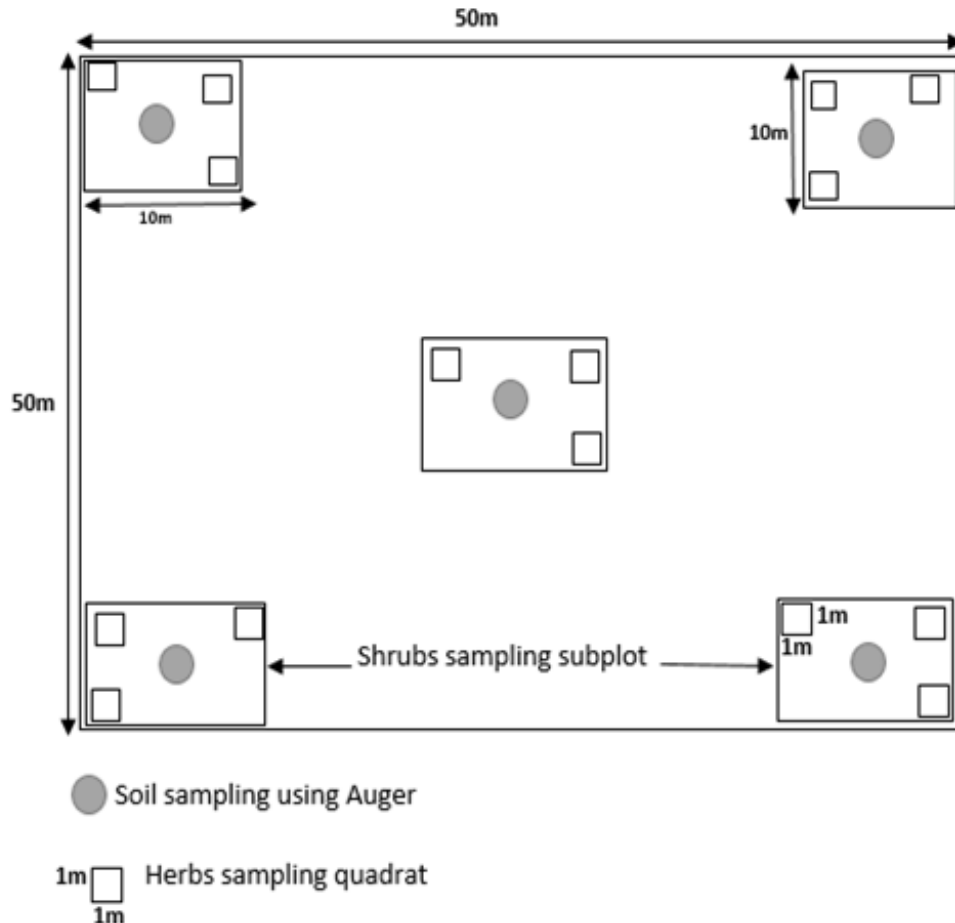 50m
10m
10m
50m
Shrubs sampling subplot
1m
1m
Soil sampling using Auger
1m
Herbs sampling quadrat
1m